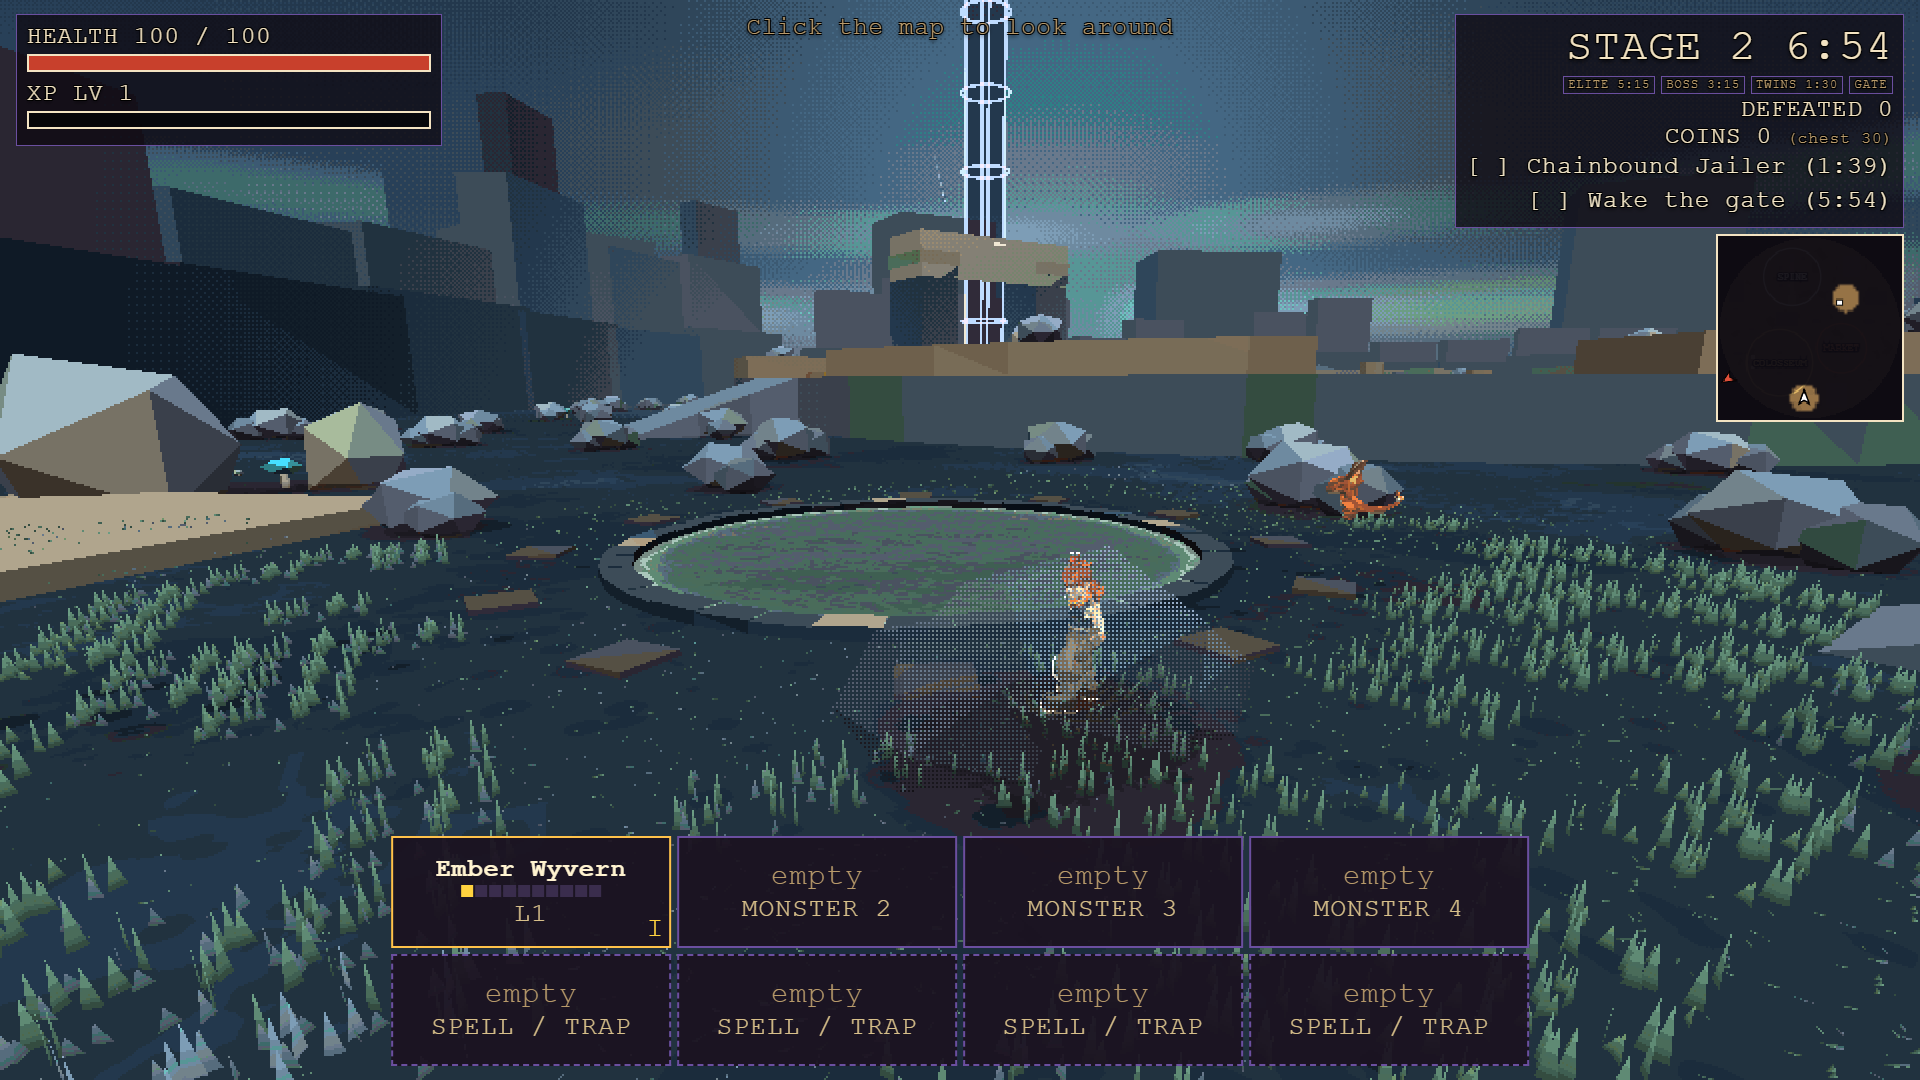 HEALTH 100 / 100
XP LV 1
Click the map to look around
STAGE 2 6:54
ELITE 5:15 BOSS 3:15 TWINS 1:30 GATE
DEFEATED 0
COINS 0 (chest 30)
[ ] Chainbound Jailer (1:39)
[ ] Wake the gate (5:54)
Ember Wyvern
L1
I
empty
MONSTER 2
empty
MONSTER 3
empty
MONSTER 4
empty
SPELL / TRAP
empty
SPELL / TRAP
empty
SPELL / TRAP
empty
SPELL / TRAP